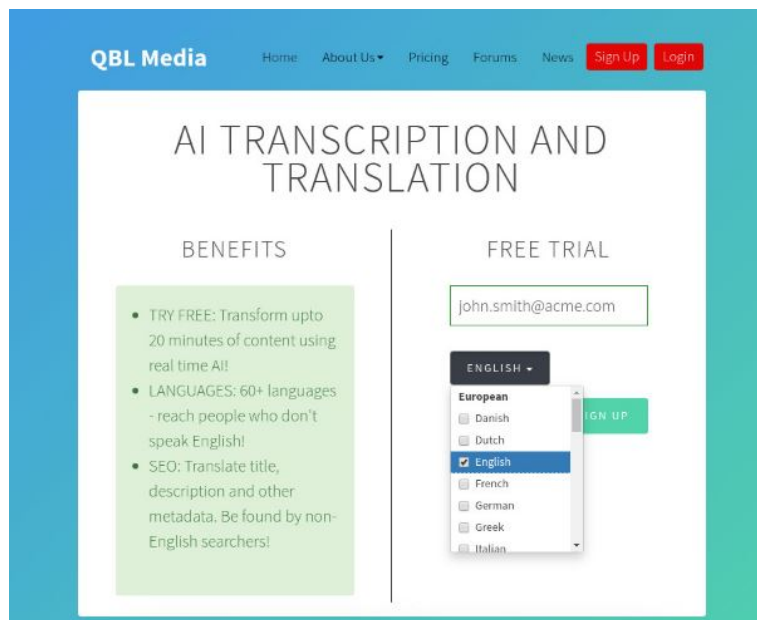 QBL Media
Home
About Us
Pricing
Forums
News
Sign Up
Login
AI TRANSCRIPTION AND
TRANSLATION
BENEFITS
TRY FREE: Transform upto
20 minutes of content using
real time AI!
LANGUAGES: 60+ languages
- reach people who don't
speak English!
SEO: Translate title,
description and other
metadata. Be found by non-
English searchers!
FREE TRIAL
john.smith@acme.com
ENGLISH
European
Danish
Dutch
English
French
German
Greek
Italian
IGN UP